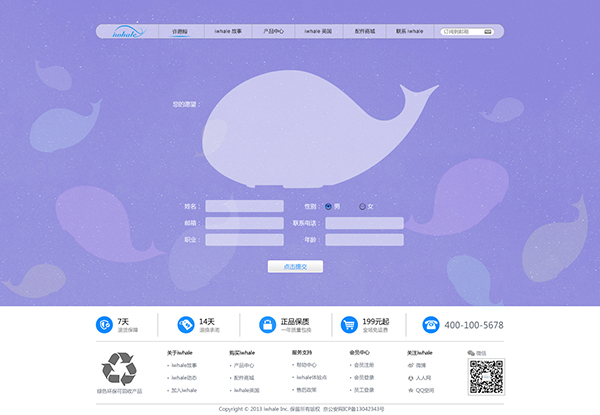 iwhale 许愿鲸 iwhale 故事 产品中心 iwhale 美国 配件商城 联系 iwhale 订阅的邮箱
您的愿望：
姓名： 性别： 男 女
邮箱： 联系电话：
职业： 年龄：
点击提交
7天 14天 正品保质 199元起 400-100-5678
退货保障 退换承诺 一年质量包换 全场免运费
关于iwhale 购买iwhale 服务支持 会员中心 关注iwhale 微信
iwhale故事 产品中心 帮助中心 会员注册 微博
iwhale动态 配件商城 iwhale体验点 会员登录 人人网
加入iwhale iwhale美国 售后政策 员工登录 QQ空间
绿色环保可回收产品
Copyright © 2013 iwhale Inc. 保留所有版权 京公安网ICP备13042343号